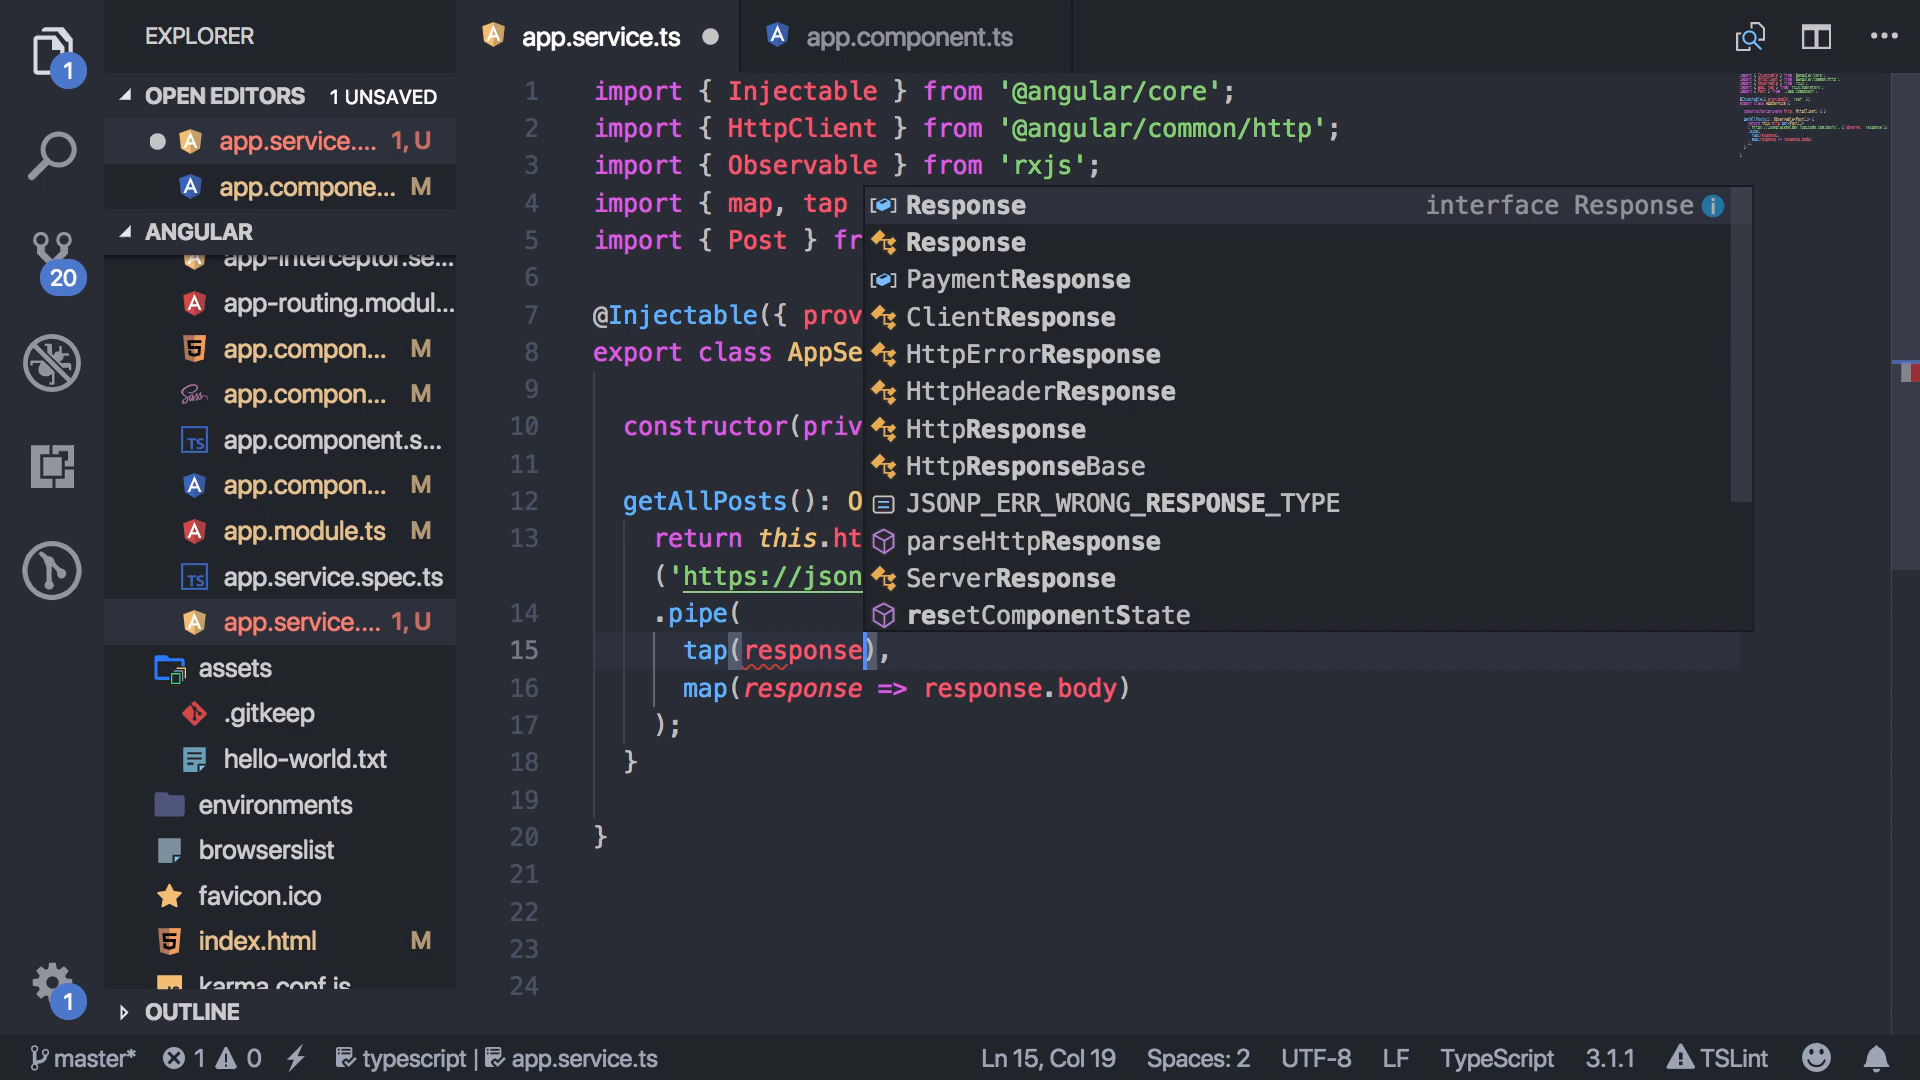 EXPLORER
1
OPEN EDITORS 1 UNSAVED
app.service.... 1, U
app.compone... M
ANGULAR
20
app-interceptor.se...
app-routing.modul...
app.compon... M
app.compon... M
app.component.s...
app.compon... M
app.module.ts M
app.service.spec.ts
app.service.... 1, U
assets
.gitkeep
hello-world.txt
environments
browserslist
favicon.ico
index.html M
karma.conf.js
OUTLINE
1
app.service.ts
app.component.ts
1 import { Injectable } from '@angular/core';
2 import { HttpClient } from '@angular/common/http';
3 import { Observable } from 'rxjs';
4 import { map, tap
5 import { Post } fr
6
7 @Injectable({ prov
8 export class AppSe
9
10 constructor(priv
11
12 getAllPosts(): O
13 return this.ht
('https://json
14 .pipe(
15 tap(response),
16 map(response => response.body)
17 );
18 }
19
20 }
21
22
23
24
Response interface Response
Response
PaymentResponse
ClientResponse
HttpErrorResponse
HttpHeaderResponse
HttpResponse
HttpResponseBase
JSONP_ERR_WRONG_RESPONSE_TYPE
parseHttpResponse
ServerResponse
resetComponentState
master* 1 0 typescript | app.service.ts Ln 15, Col 19 Spaces: 2 UTF-8 LF TypeScript 3.1.1 TSLint